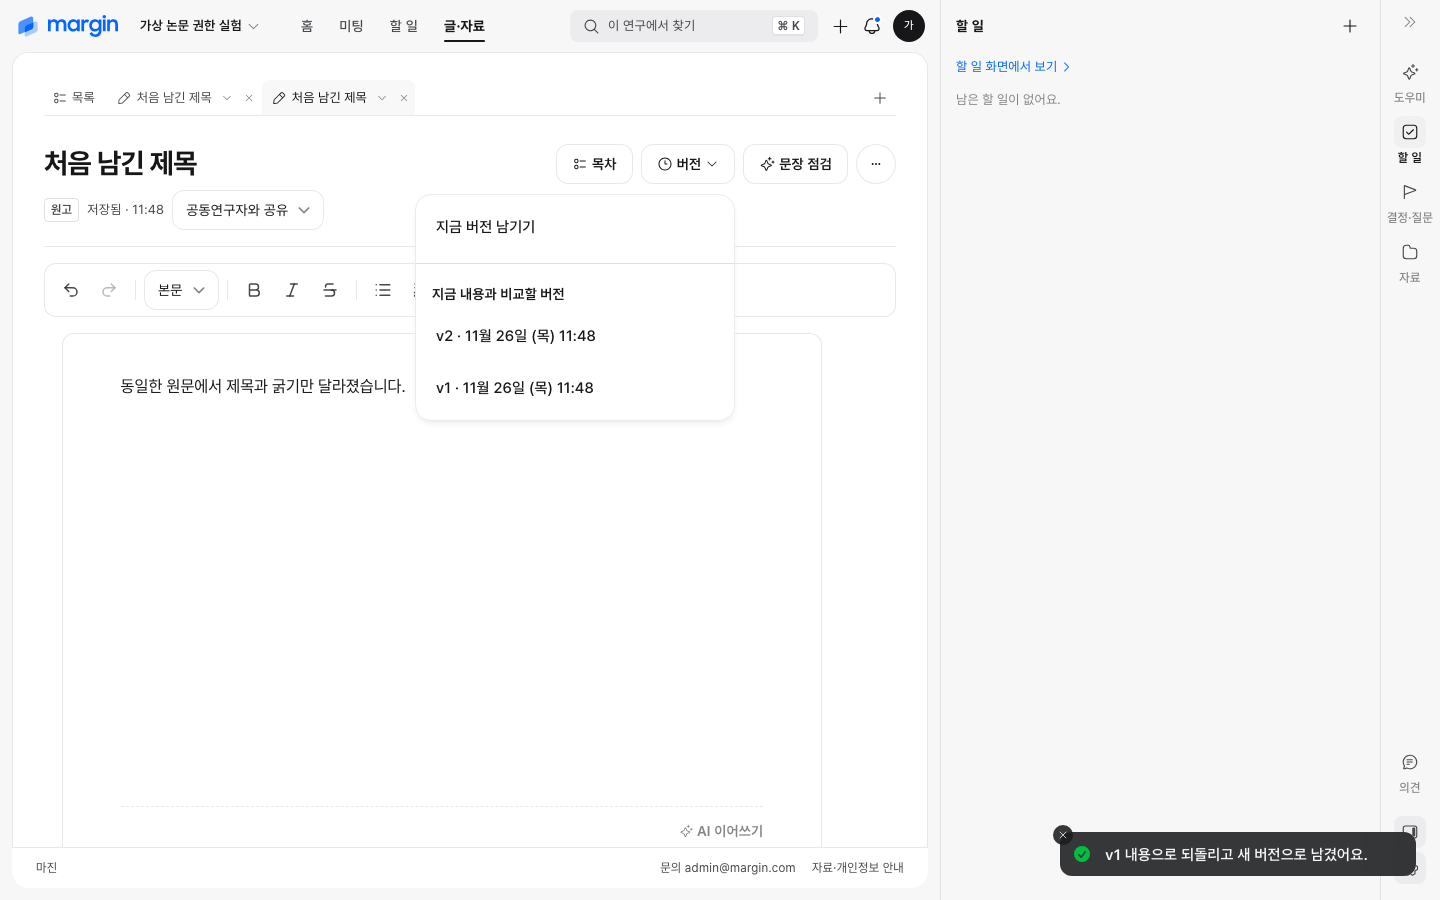 margin
가상 논문 권한 실험
홈
미팅
할 일
글·자료
이 연구에서 찾기
⌘ K
가
목록
처음 남긴 제목
처음 남긴 제목
처음 남긴 제목
목차
버전
문장 점검
원고
저장됨 · 11:48
공동연구자와 공유
본문
지금 버전 남기기
지금 내용과 비교할 버전
v2 · 11월 26일 (목) 11:48
v1 · 11월 26일 (목) 11:48
동일한 원문에서 제목과 굵기만 달라졌습니다.
AI 이어쓰기
마진
문의 admin@margin.com
자료·개인정보 안내
할 일
할 일 화면에서 보기
남은 할 일이 없어요.
도우미
할 일
결정·질문
자료
의견
v1 내용으로 되돌리고 새 버전으로 남겼어요.